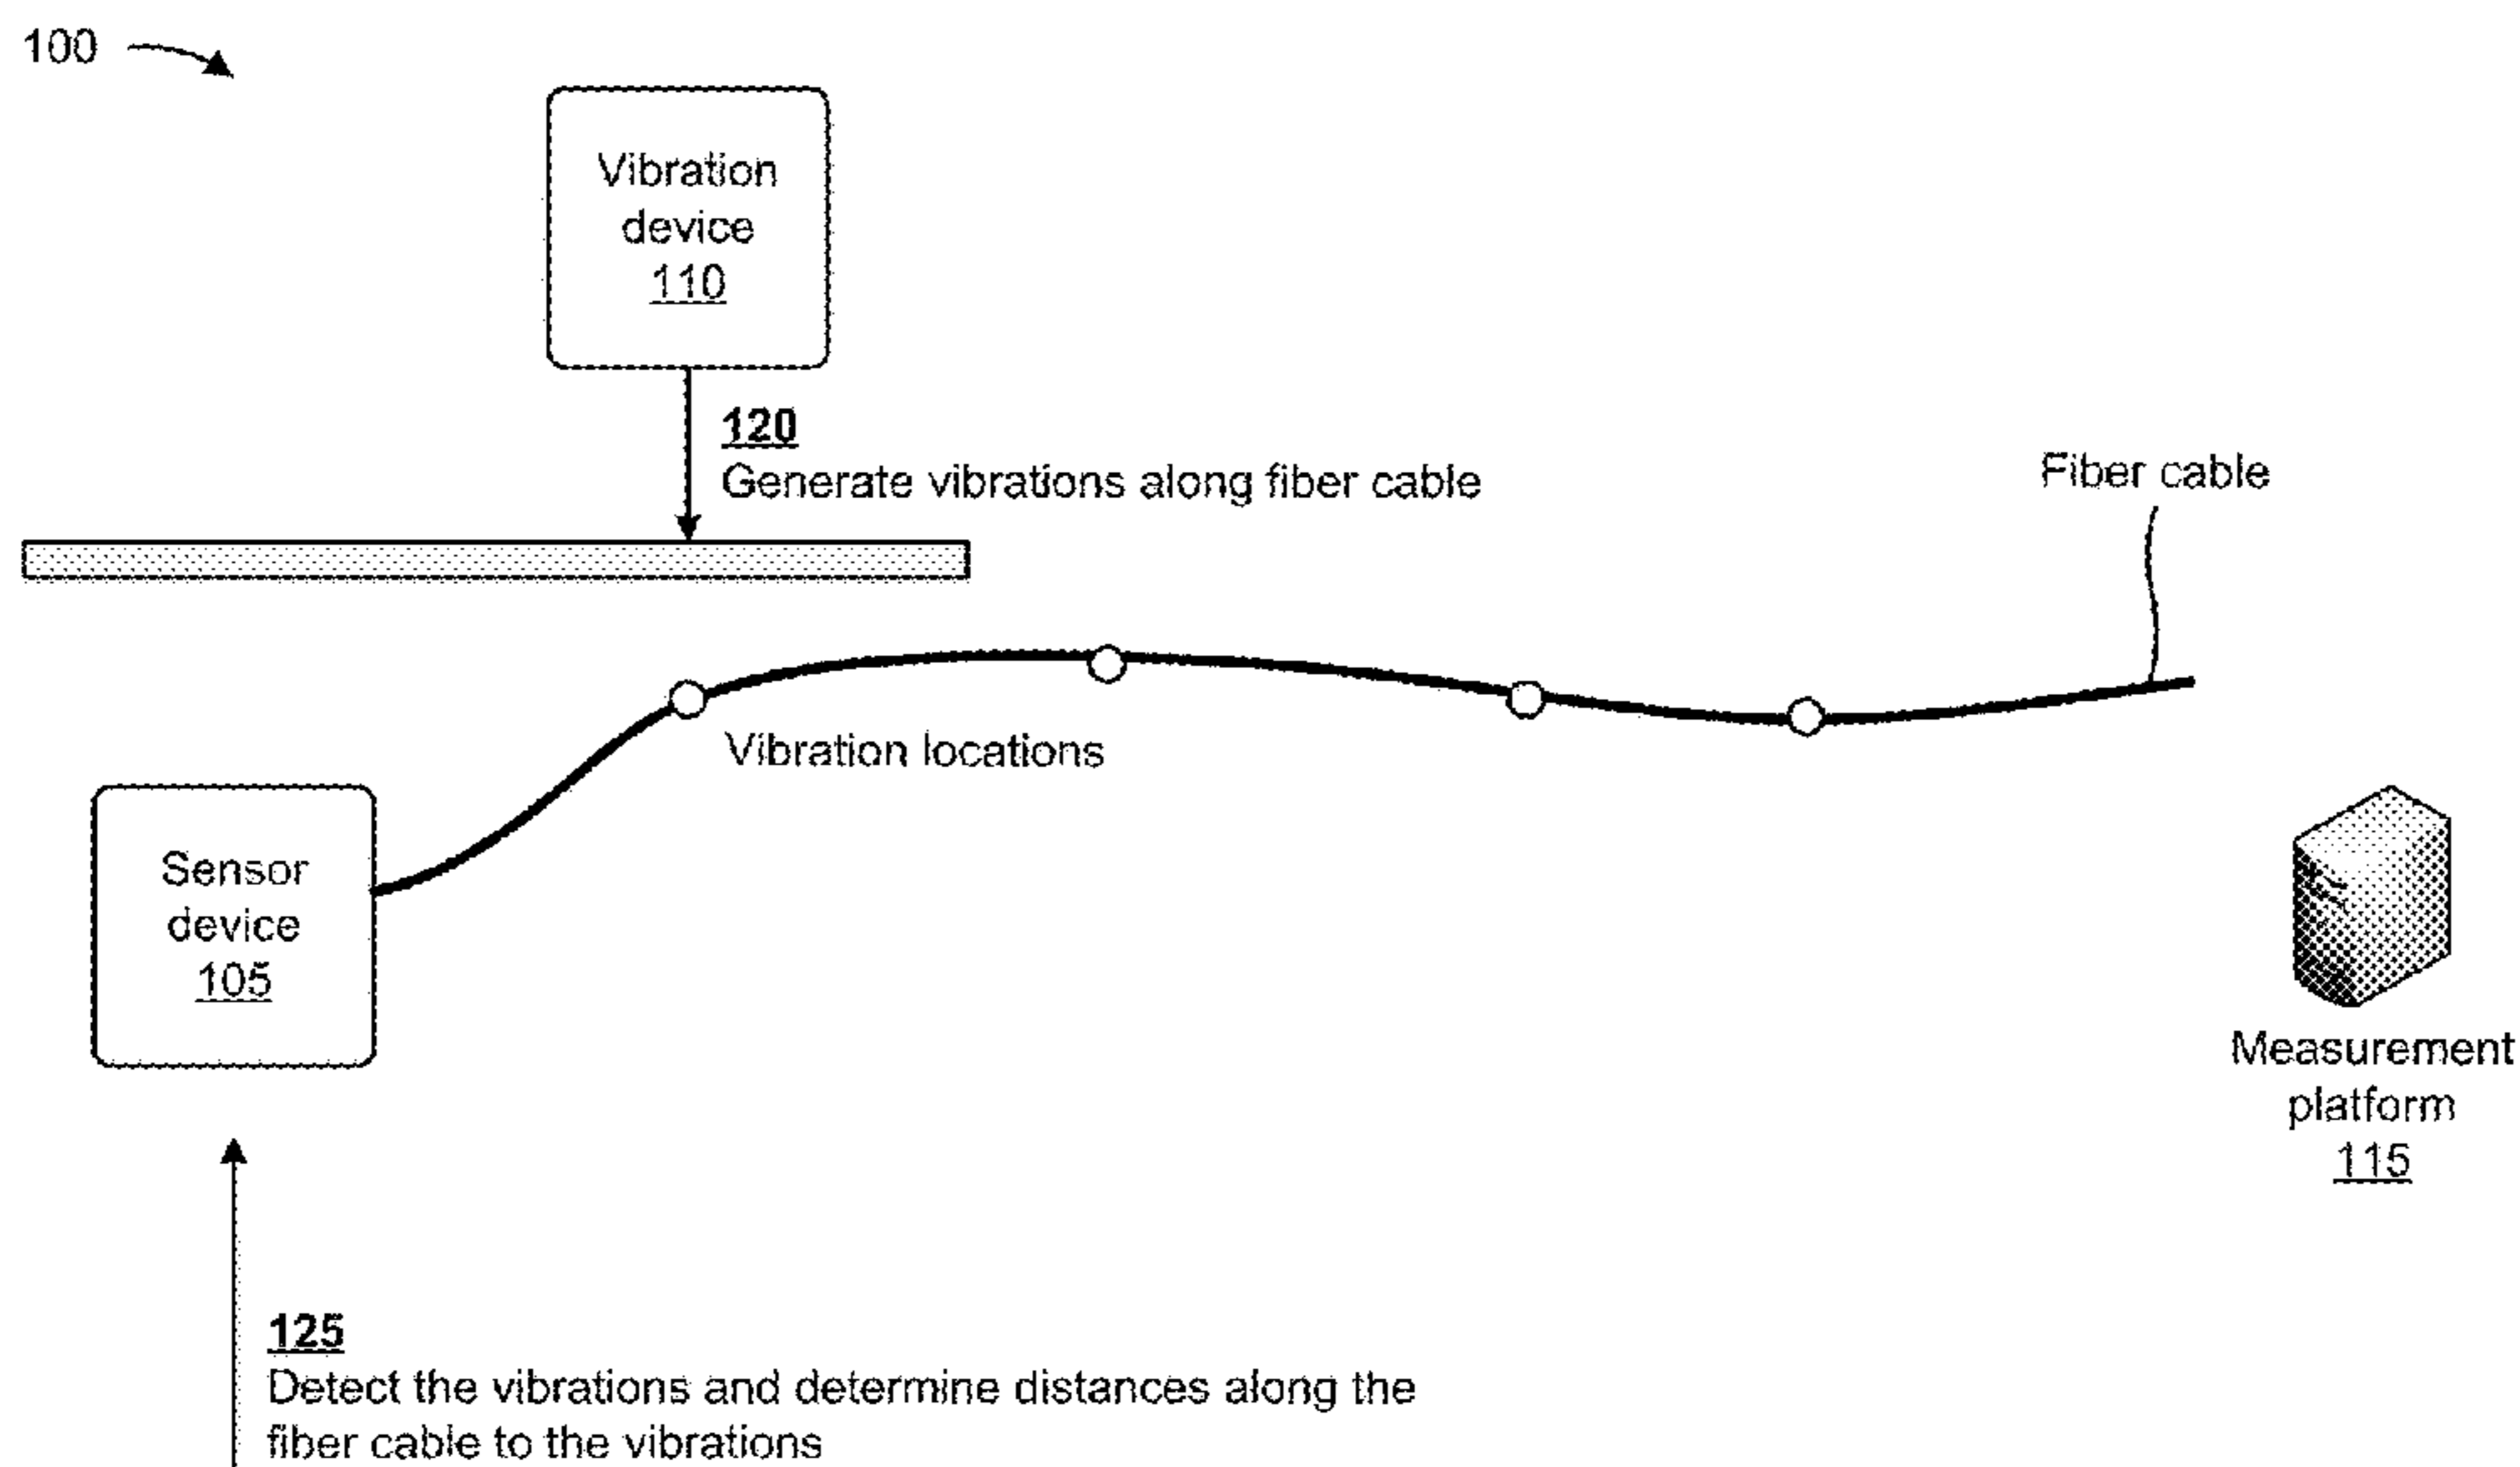 100
Vibration
device
110
120
Generate vibrations along fiber cable
Fiber cable
Vibration locations
Sensor
device
105
Measurement
platform
115
125
Detect the vibrations and determine distances along the
fiber cable to the vibrations